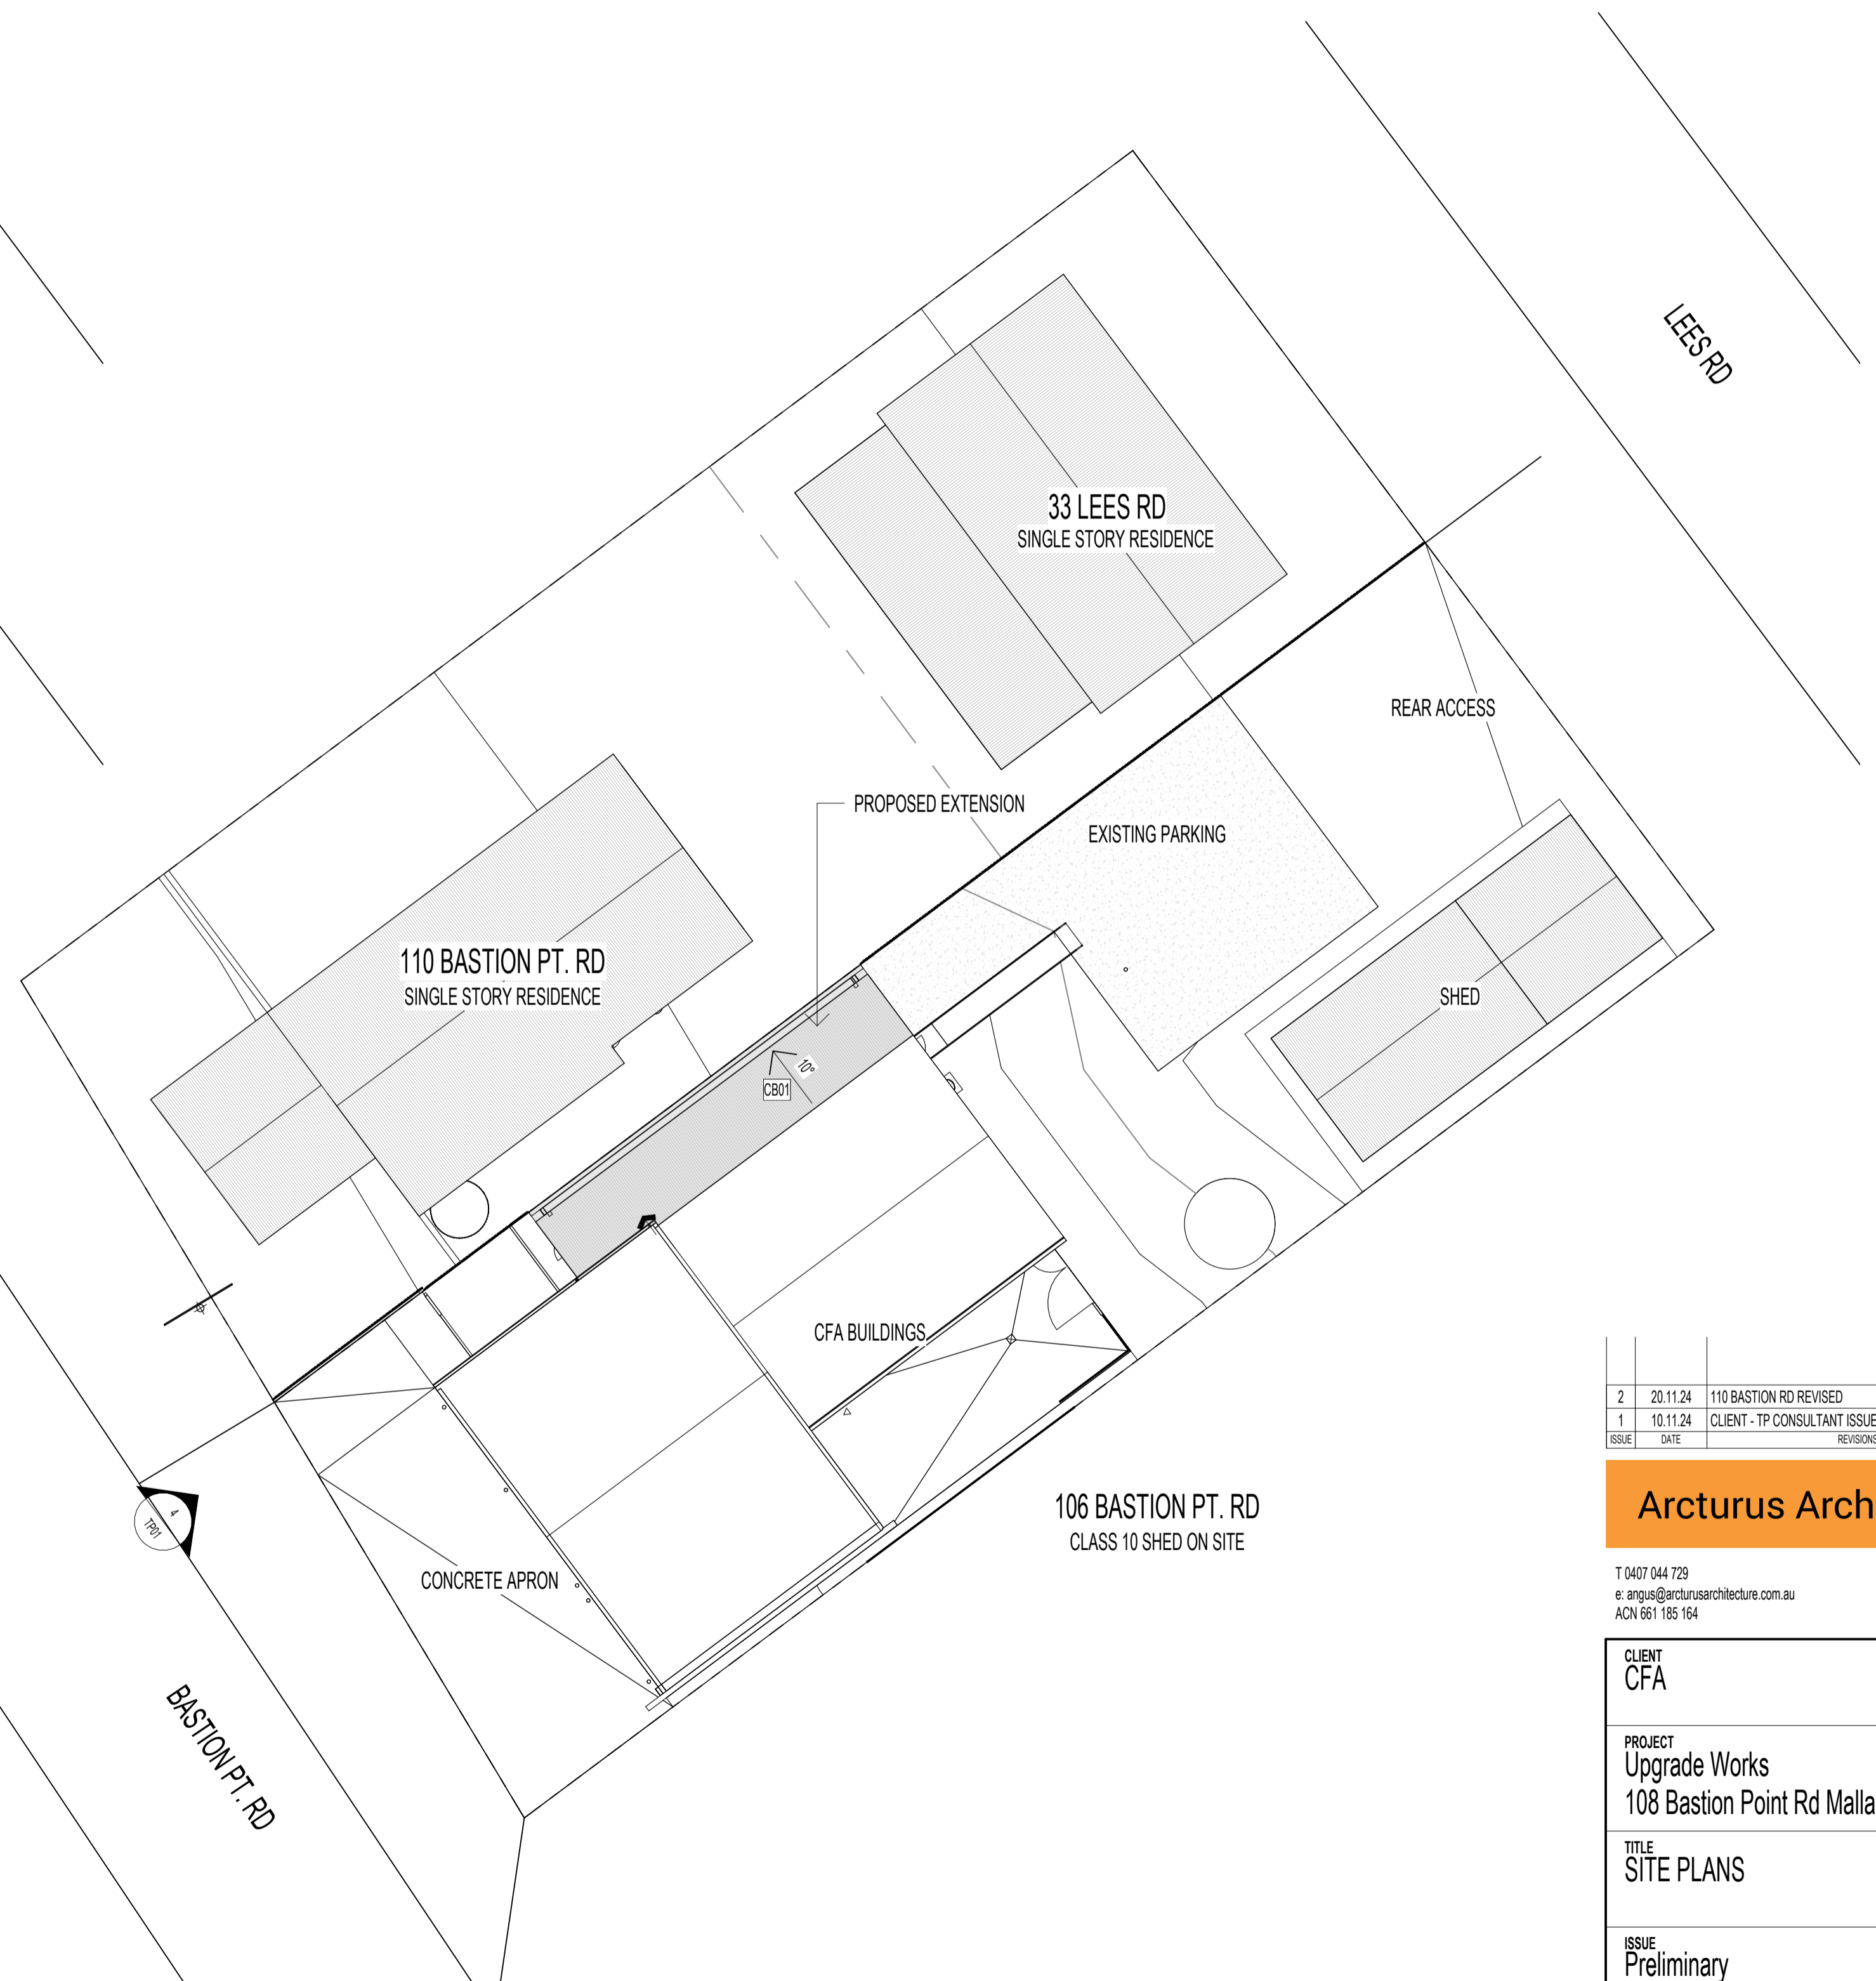 LEES RD
33 LEES RD
SINGLE STORY RESIDENCE
REAR ACCESS
PROPOSED EXTENSION
EXISTING PARKING
110 BASTION PT. RD
SINGLE STORY RESIDENCE
SHED
10°
CB01
CFA BUILDINGS
2 20.11.24 110 BASTION RD REVISED
1 10.11.24 CLIENT - TP CONSULTANT ISSUE
ISSUE DATE REVISIONS
106 BASTION PT. RD
CLASS 10 SHED ON SITE
Arcturus Arch
4
TP01
CONCRETE APRON
T 0407 044 729
e: angus@arcturusarchitecture.com.au
ACN 661 185 164
BASTION PT. RD
CLIENT
CFA
PROJECT
Upgrade Works
108 Bastion Point Rd Malla
TITLE
SITE PLANS
ISSUE
Preliminary